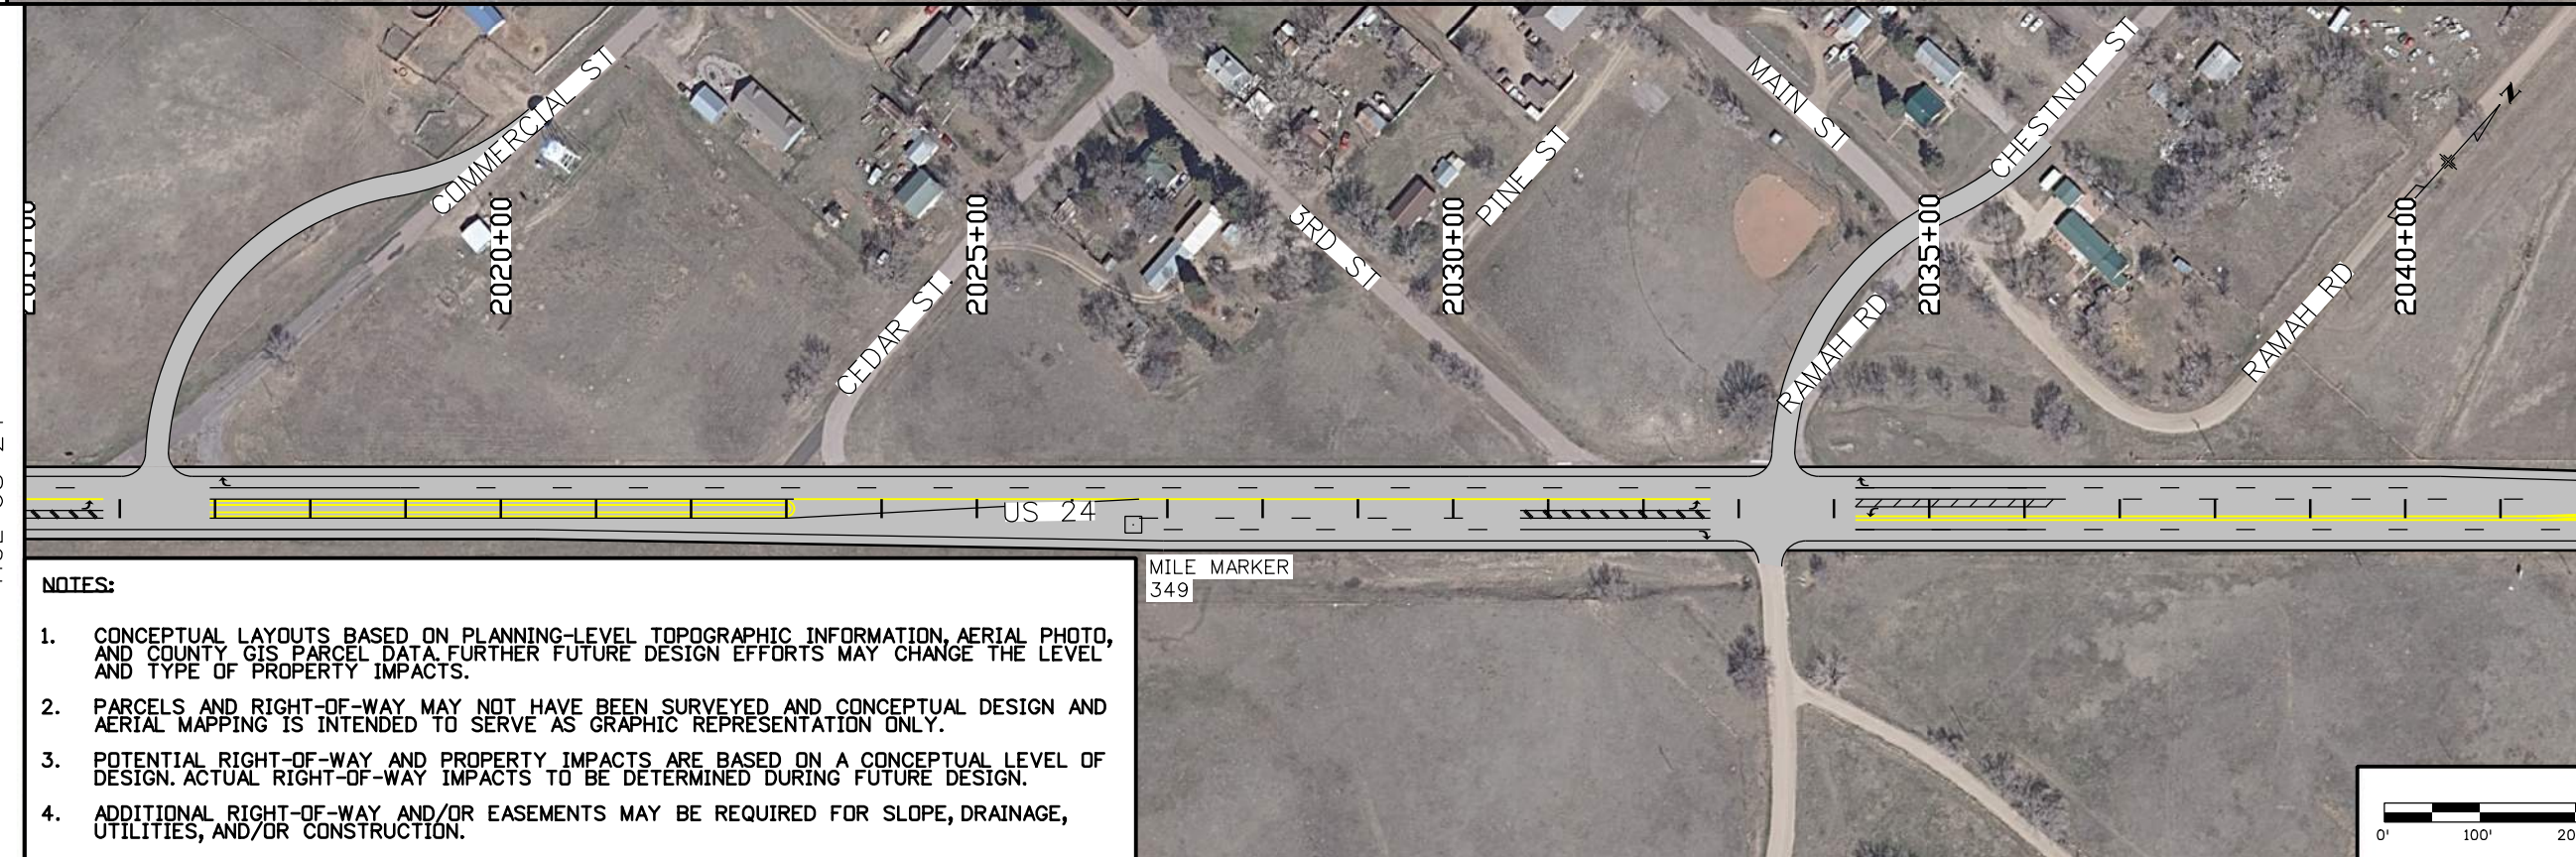 COMMERCIAL ST
MAIN ST
CHESTNUT ST
N
PINE ST
3RD ST
CEDAR ST
RAMAH RD
RAMAH RD
2020+00
2025+00
2030+00
2035+00
2040+00
US 24
MILE MARKER
349
NOTES:
1. CONCEPTUAL LAYOUTS BASED ON PLANNING-LEVEL TOPOGRAPHIC INFORMATION, AERIAL PHOTO,
AND COUNTY GIS PARCEL DATA. FURTHER FUTURE DESIGN EFFORTS MAY CHANGE THE LEVEL
AND TYPE OF PROPERTY IMPACTS.
2. PARCELS AND RIGHT-OF-WAY MAY NOT HAVE BEEN SURVEYED AND CONCEPTUAL DESIGN AND
AERIAL MAPPING IS INTENDED TO SERVE AS GRAPHIC REPRESENTATION ONLY.
3. POTENTIAL RIGHT-OF-WAY AND PROPERTY IMPACTS ARE BASED ON A CONCEPTUAL LEVEL OF
DESIGN. ACTUAL RIGHT-OF-WAY IMPACTS TO BE DETERMINED DURING FUTURE DESIGN.
4. ADDITIONAL RIGHT-OF-WAY AND/OR EASEMENTS MAY BE REQUIRED FOR SLOPE, DRAINAGE,
UTILITIES, AND/OR CONSTRUCTION.
0' 100'